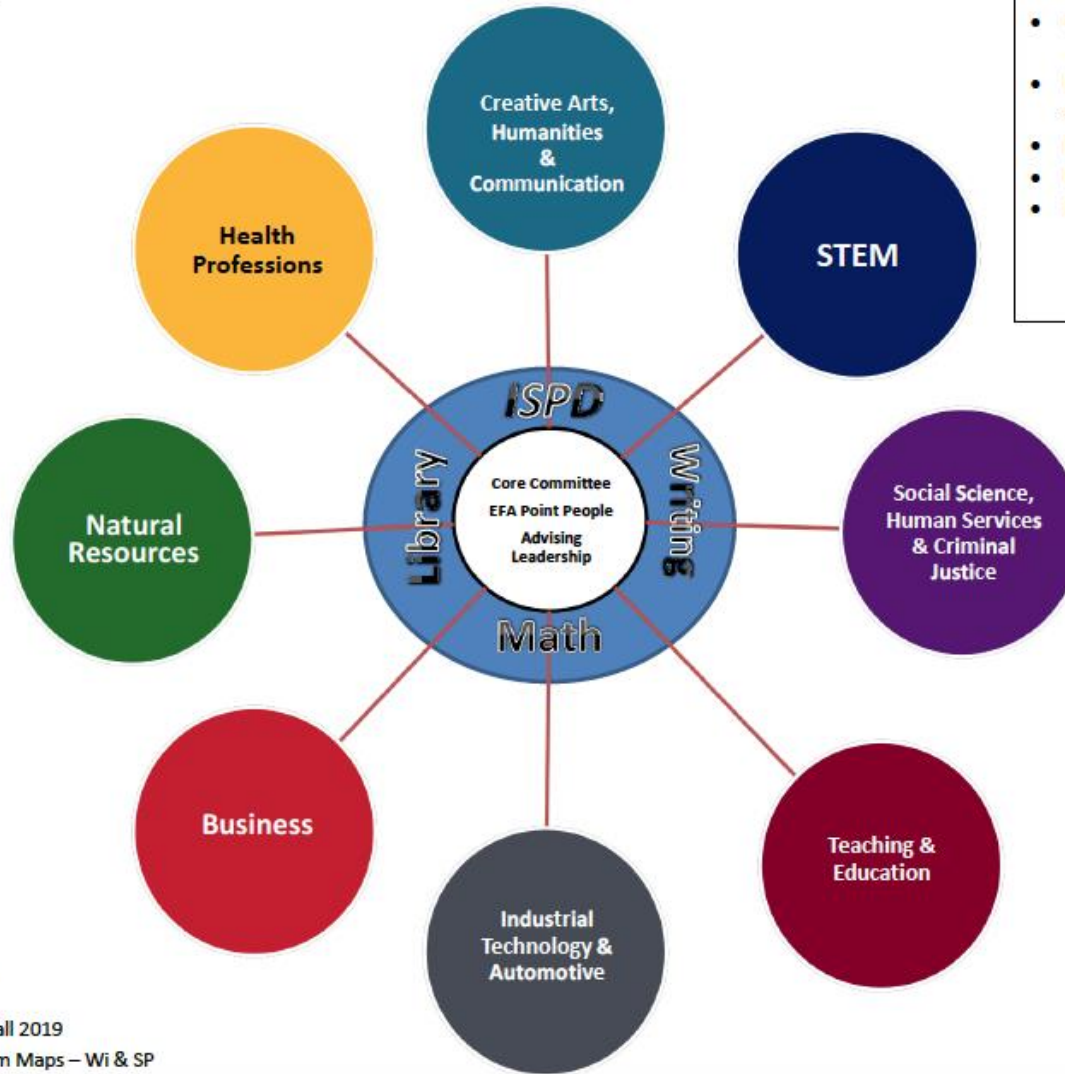 Creative Arts,
Humanities
&
Communication
Health
Professions
STEM
ISPD
Library
Writing
Core Committee
EFA Point People
Advising
Leadership
Math
Natural
Resources
Social Science,
Human Services
& Criminal
Justice
Business
Teaching &
Education
Industrial
Technology &
Automotive
2019
Maps – Wi & SP